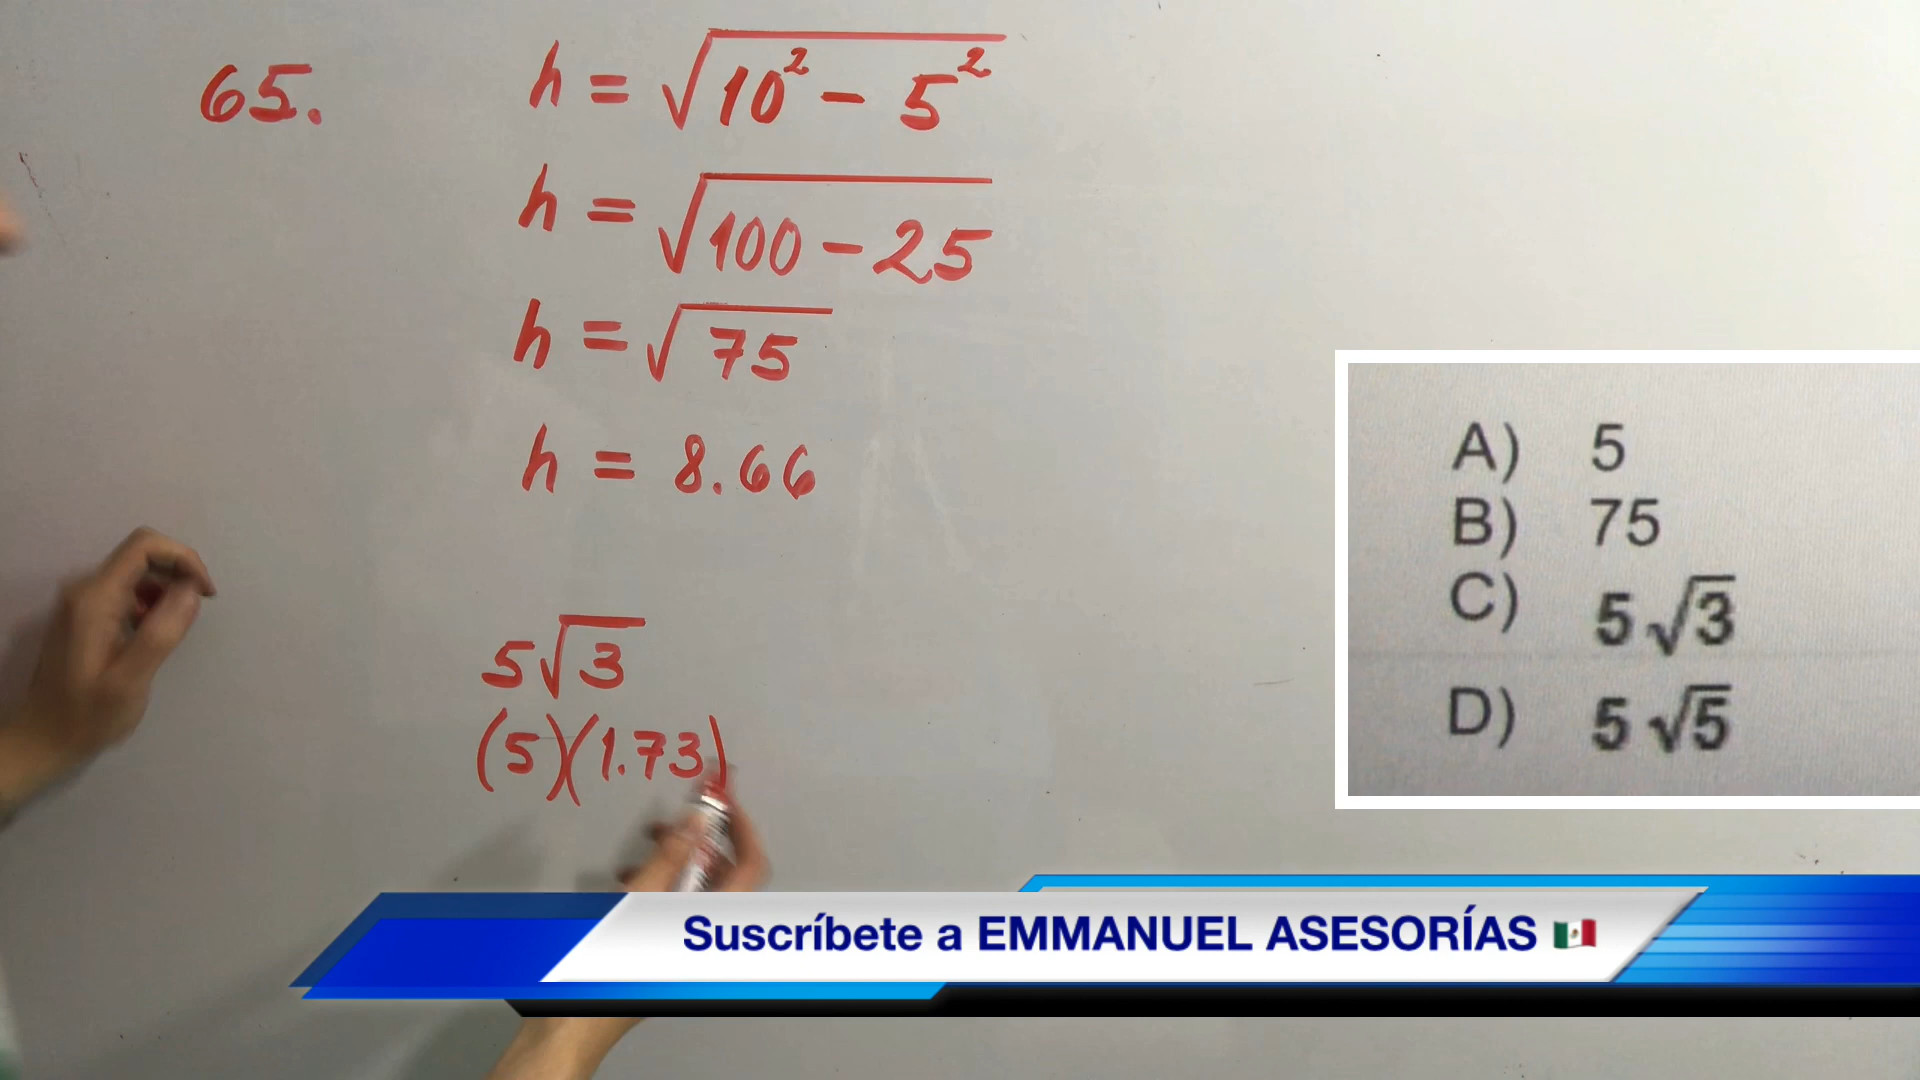 65.
h = √10² - 5²
h = √100 - 25
h = √75
h = 8.66
5√3
(5)(1.73)
A) 5
B) 75
C) 5√3
D) 5√5
Suscríbete a EMMANUEL ASESORÍAS 🇲🇽